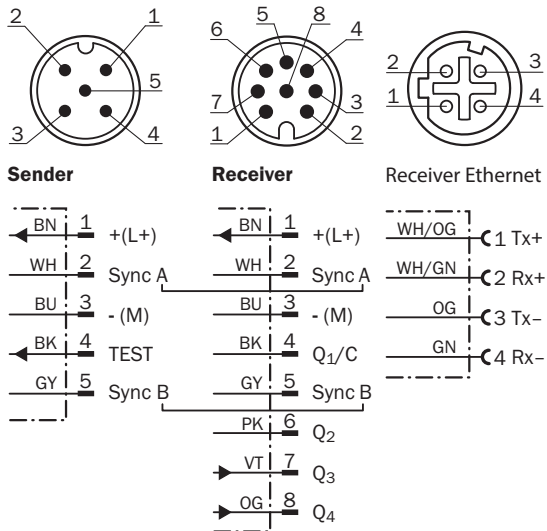 2 1
5
3 4
5 8
6 4
7 3
1 2
2 3
1 4
Sender
BN 1 +(L+)
WH 2 Sync A
BU 3 - (M)
BK 4 TEST
GY 5 Sync B
Receiver
BN 1 +(L+)
WH 2 Sync A
BU 3 - (M)
BK 4 Q1/C
GY 5 Sync B
PK 6 Q2
VT 7 Q3
OG 8 Q4
Receiver Ethernet
WH/OG 1 Tx+
WH/GN 2 Rx+
OG 3 Tx–
GN 4 Rx–